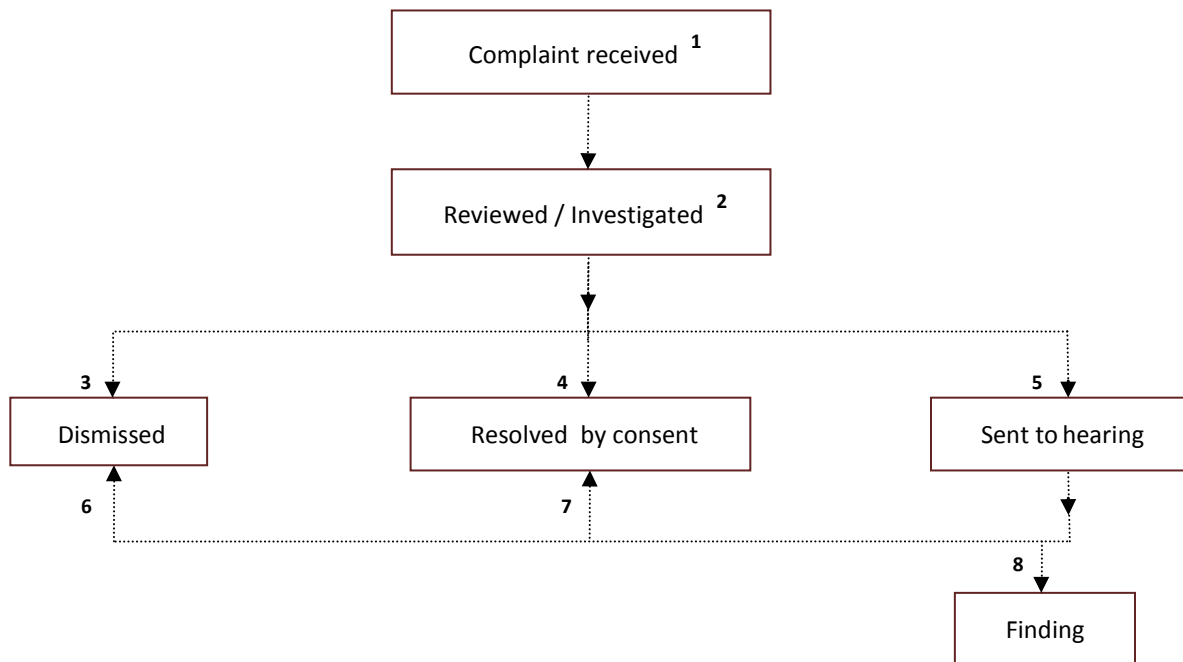 Complaint received 1
Reviewed / Investigated 2
3 4 5
Dismissed Resolved by consent Sent to hearing
6 7
8
Finding